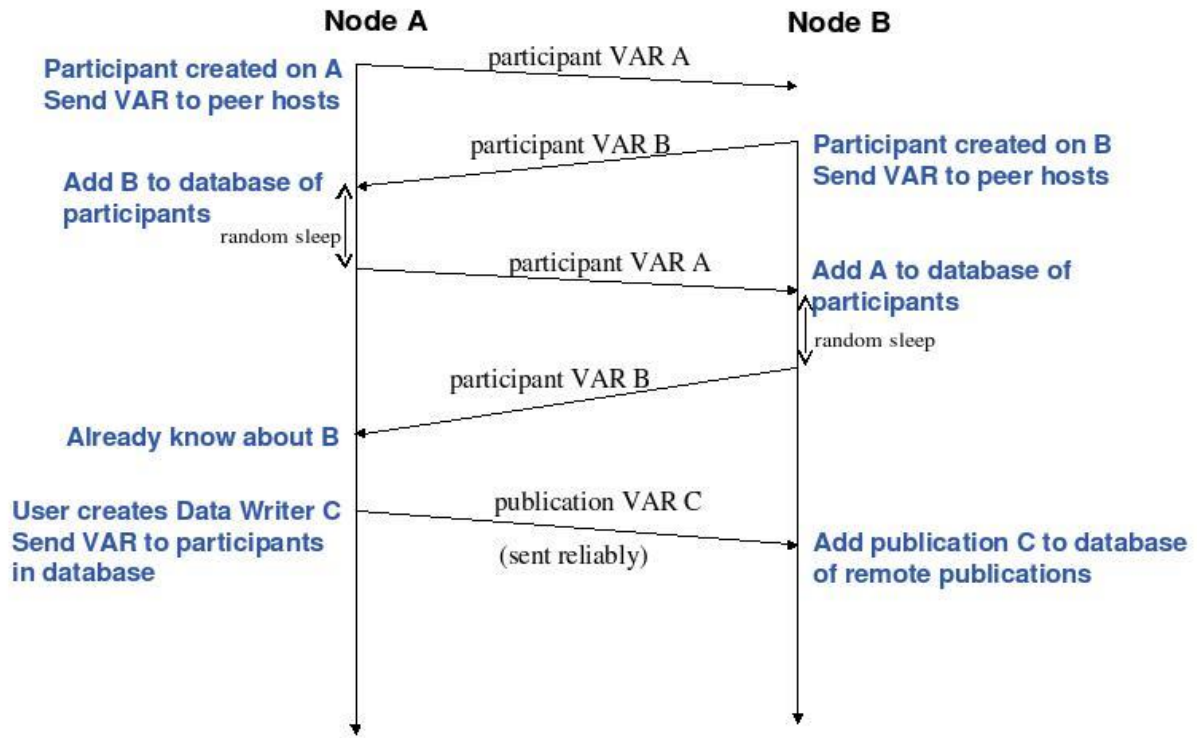 Node A
Node B
participant VAR A
Participant created on A
Send VAR to peer hosts
participant VAR B
Participant created on B
Send VAR to peer hosts
Add B to database of
participants
random sleep
participant VAR A
Add A to database of
participants
random sleep
participant VAR B
Already know about B
User creates Data Writer C
Send VAR to participants
in database
publication VAR C
(sent reliably)
Add publication C to database
of remote publications